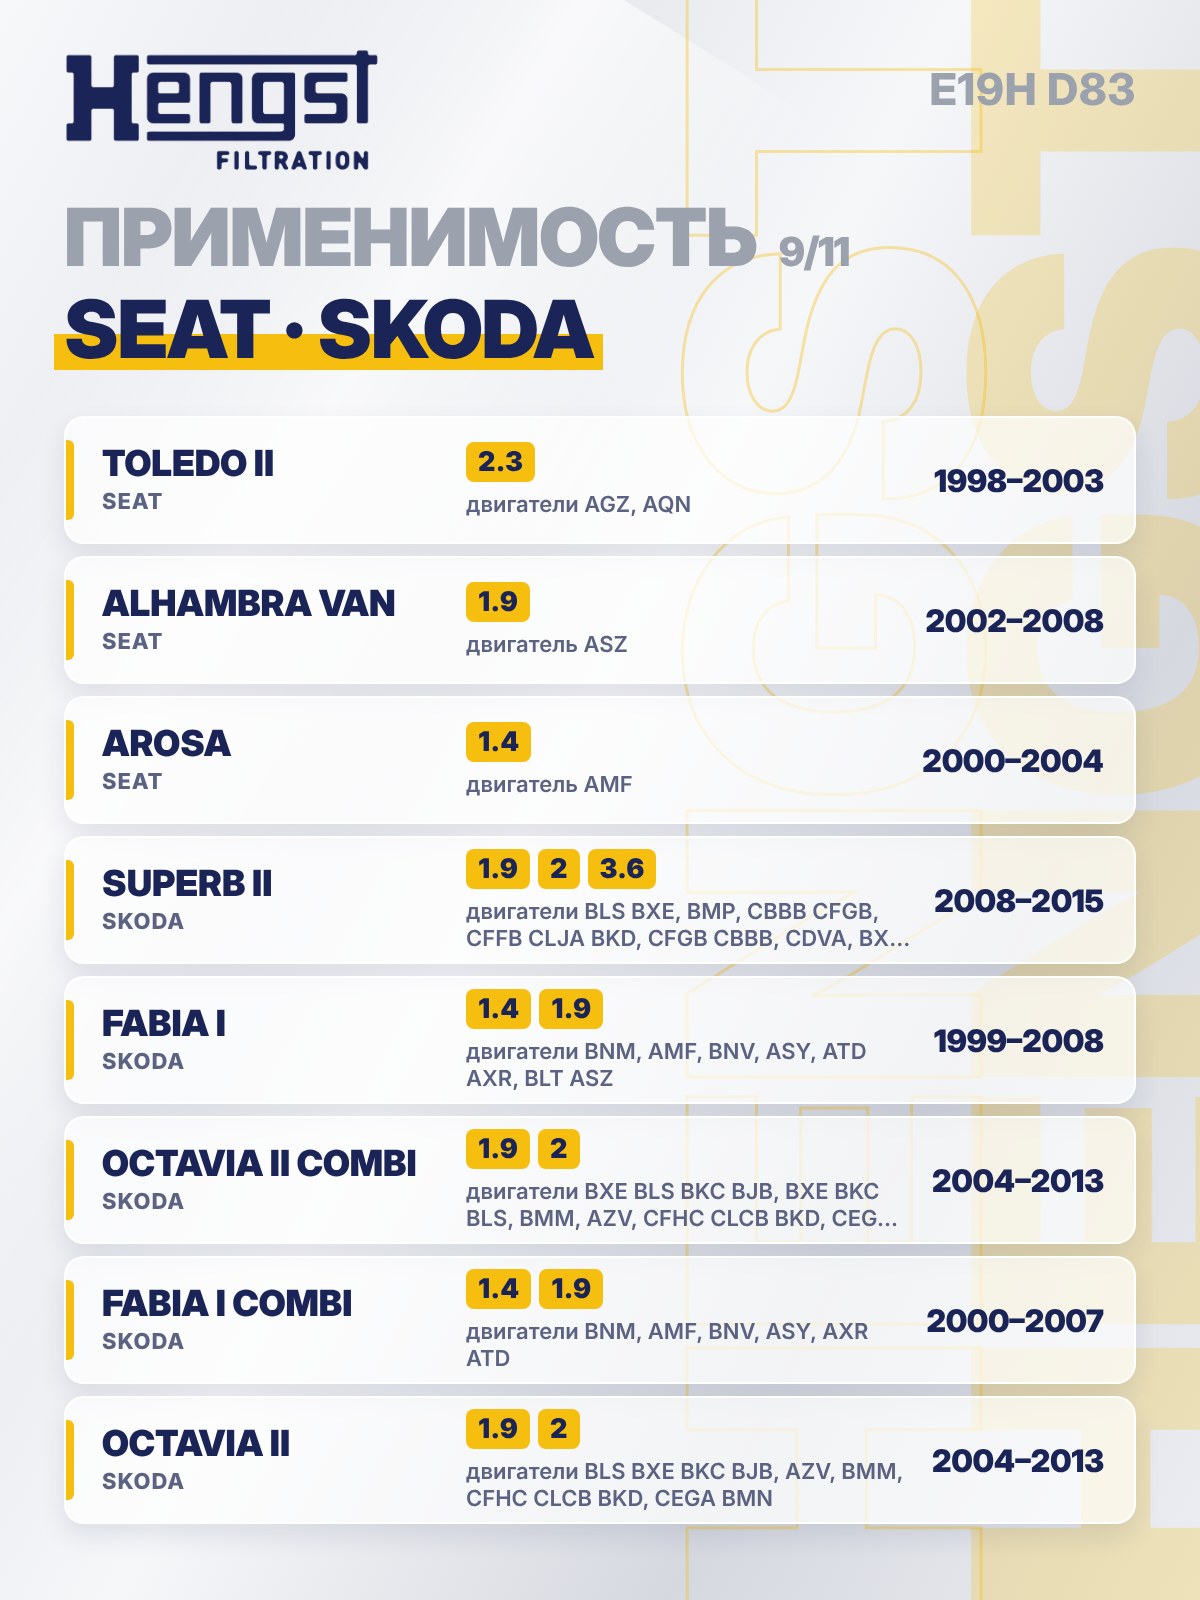 Hengst
FILTRATION
E19H D83
ПРИМЕНИМОСТЬ 9/11
SEAT · SKODA
TOLEDO II
SEAT
2.3
двигатели AGZ, AQN
1998–2003
ALHAMBRA VAN
SEAT
1.9
двигатель ASZ
2002–2008
AROSA
SEAT
1.4
двигатель AMF
2000–2004
SUPERB II
SKODA
1.9 2 3.6
двигатели BLS BXE, BMP, CBBB CFGB,
CFFB CLJA BKD, CFGB CBBB, CDVA, BX...
2008–2015
FABIA I
SKODA
1.4 1.9
двигатели BNM, AMF, BNV, ASY, ATD
AXR, BLT ASZ
1999–2008
OCTAVIA II COMBI
SKODA
1.9 2
двигатели BXE BLS BKC BJB, BXE BKC
BLS, BMM, AZV, CFHC CLCB BKD, CEG...
2004–2013
FABIA I COMBI
SKODA
1.4 1.9
двигатели BNM, AMF, BNV, ASY, AXR
ATD
2000–2007
OCTAVIA II
SKODA
1.9 2
двигатели BLS BXE BKC BJB, AZV, BMM,
CFHC CLCB BKD, CEGA BMN
2004–2013
HENGST